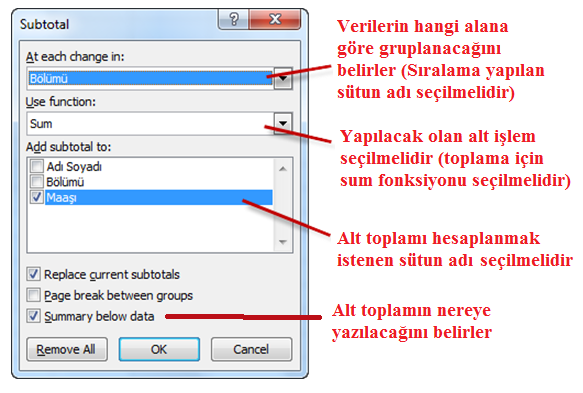 Subtotal
At each change in:
Bölümü
Use function:
Sum
Add subtotal to:
Adı Soyadı
Bölümü
Maaşı
Replace current subtotals
Page break between groups
Summary below data
Remove All
OK
Cancel
Verilerin hangi alana
göre gruplanacağını
belirler (Sıralama yapılan
sütun adı seçilmelidir)
Yapılacak olan alt işlem
seçilmelidir (toplama için
sum fonksiyonu seçilmelidir)
Alt toplamı hesaplanmak
istenen sütun adı seçilmelidir
Alt toplamın nereye
yazılacağını belirler